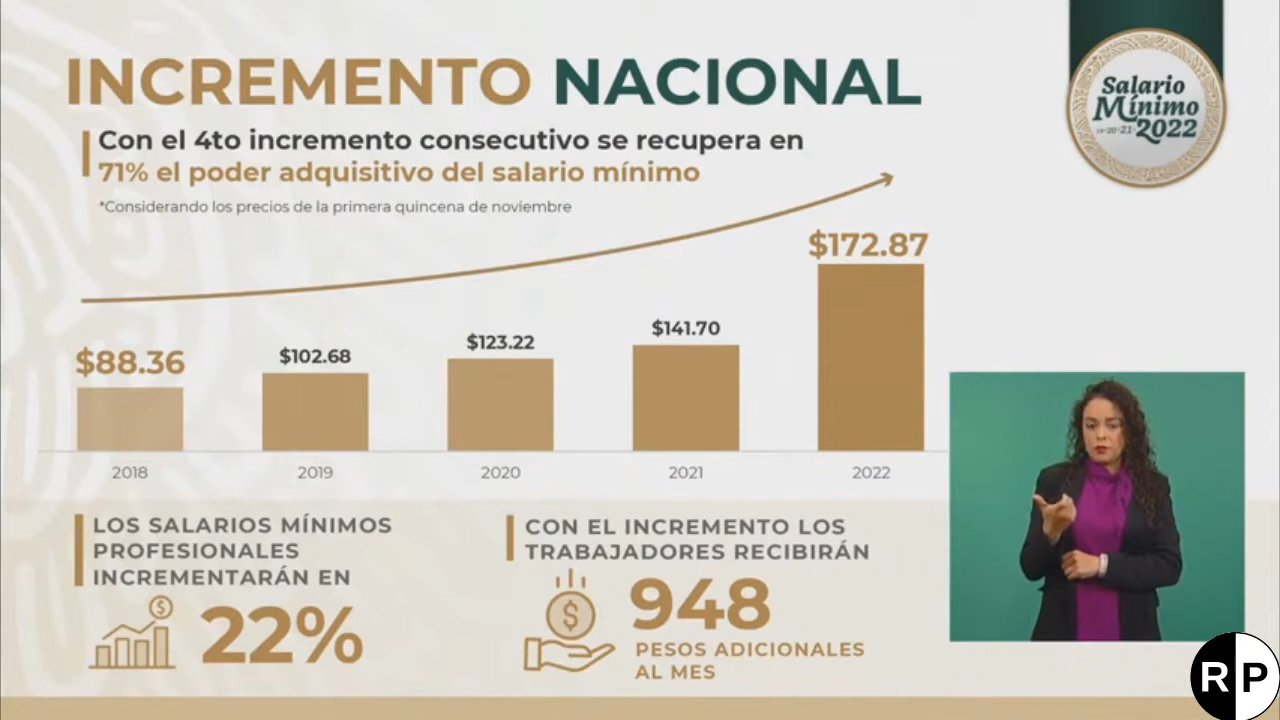 INCREMENTO NACIONAL
Con el 4to incremento consecutivo se recupera en
71% el poder adquisitivo del salario mínimo
*Considerando los precios de la primera quincena de noviembre
Salario
Mínimo
19·20·21·2022
$88.36
$102.68
$123.22
$141.70
$172.87
2018
2019
2020
2021
2022
LOS SALARIOS MÍNIMOS
PROFESIONALES
INCREMENTARÁN EN
$
22%
CON EL INCREMENTO LOS
TRABAJADORES RECIBIRÁN
$
948
PESOS ADICIONALES
AL MES
RP